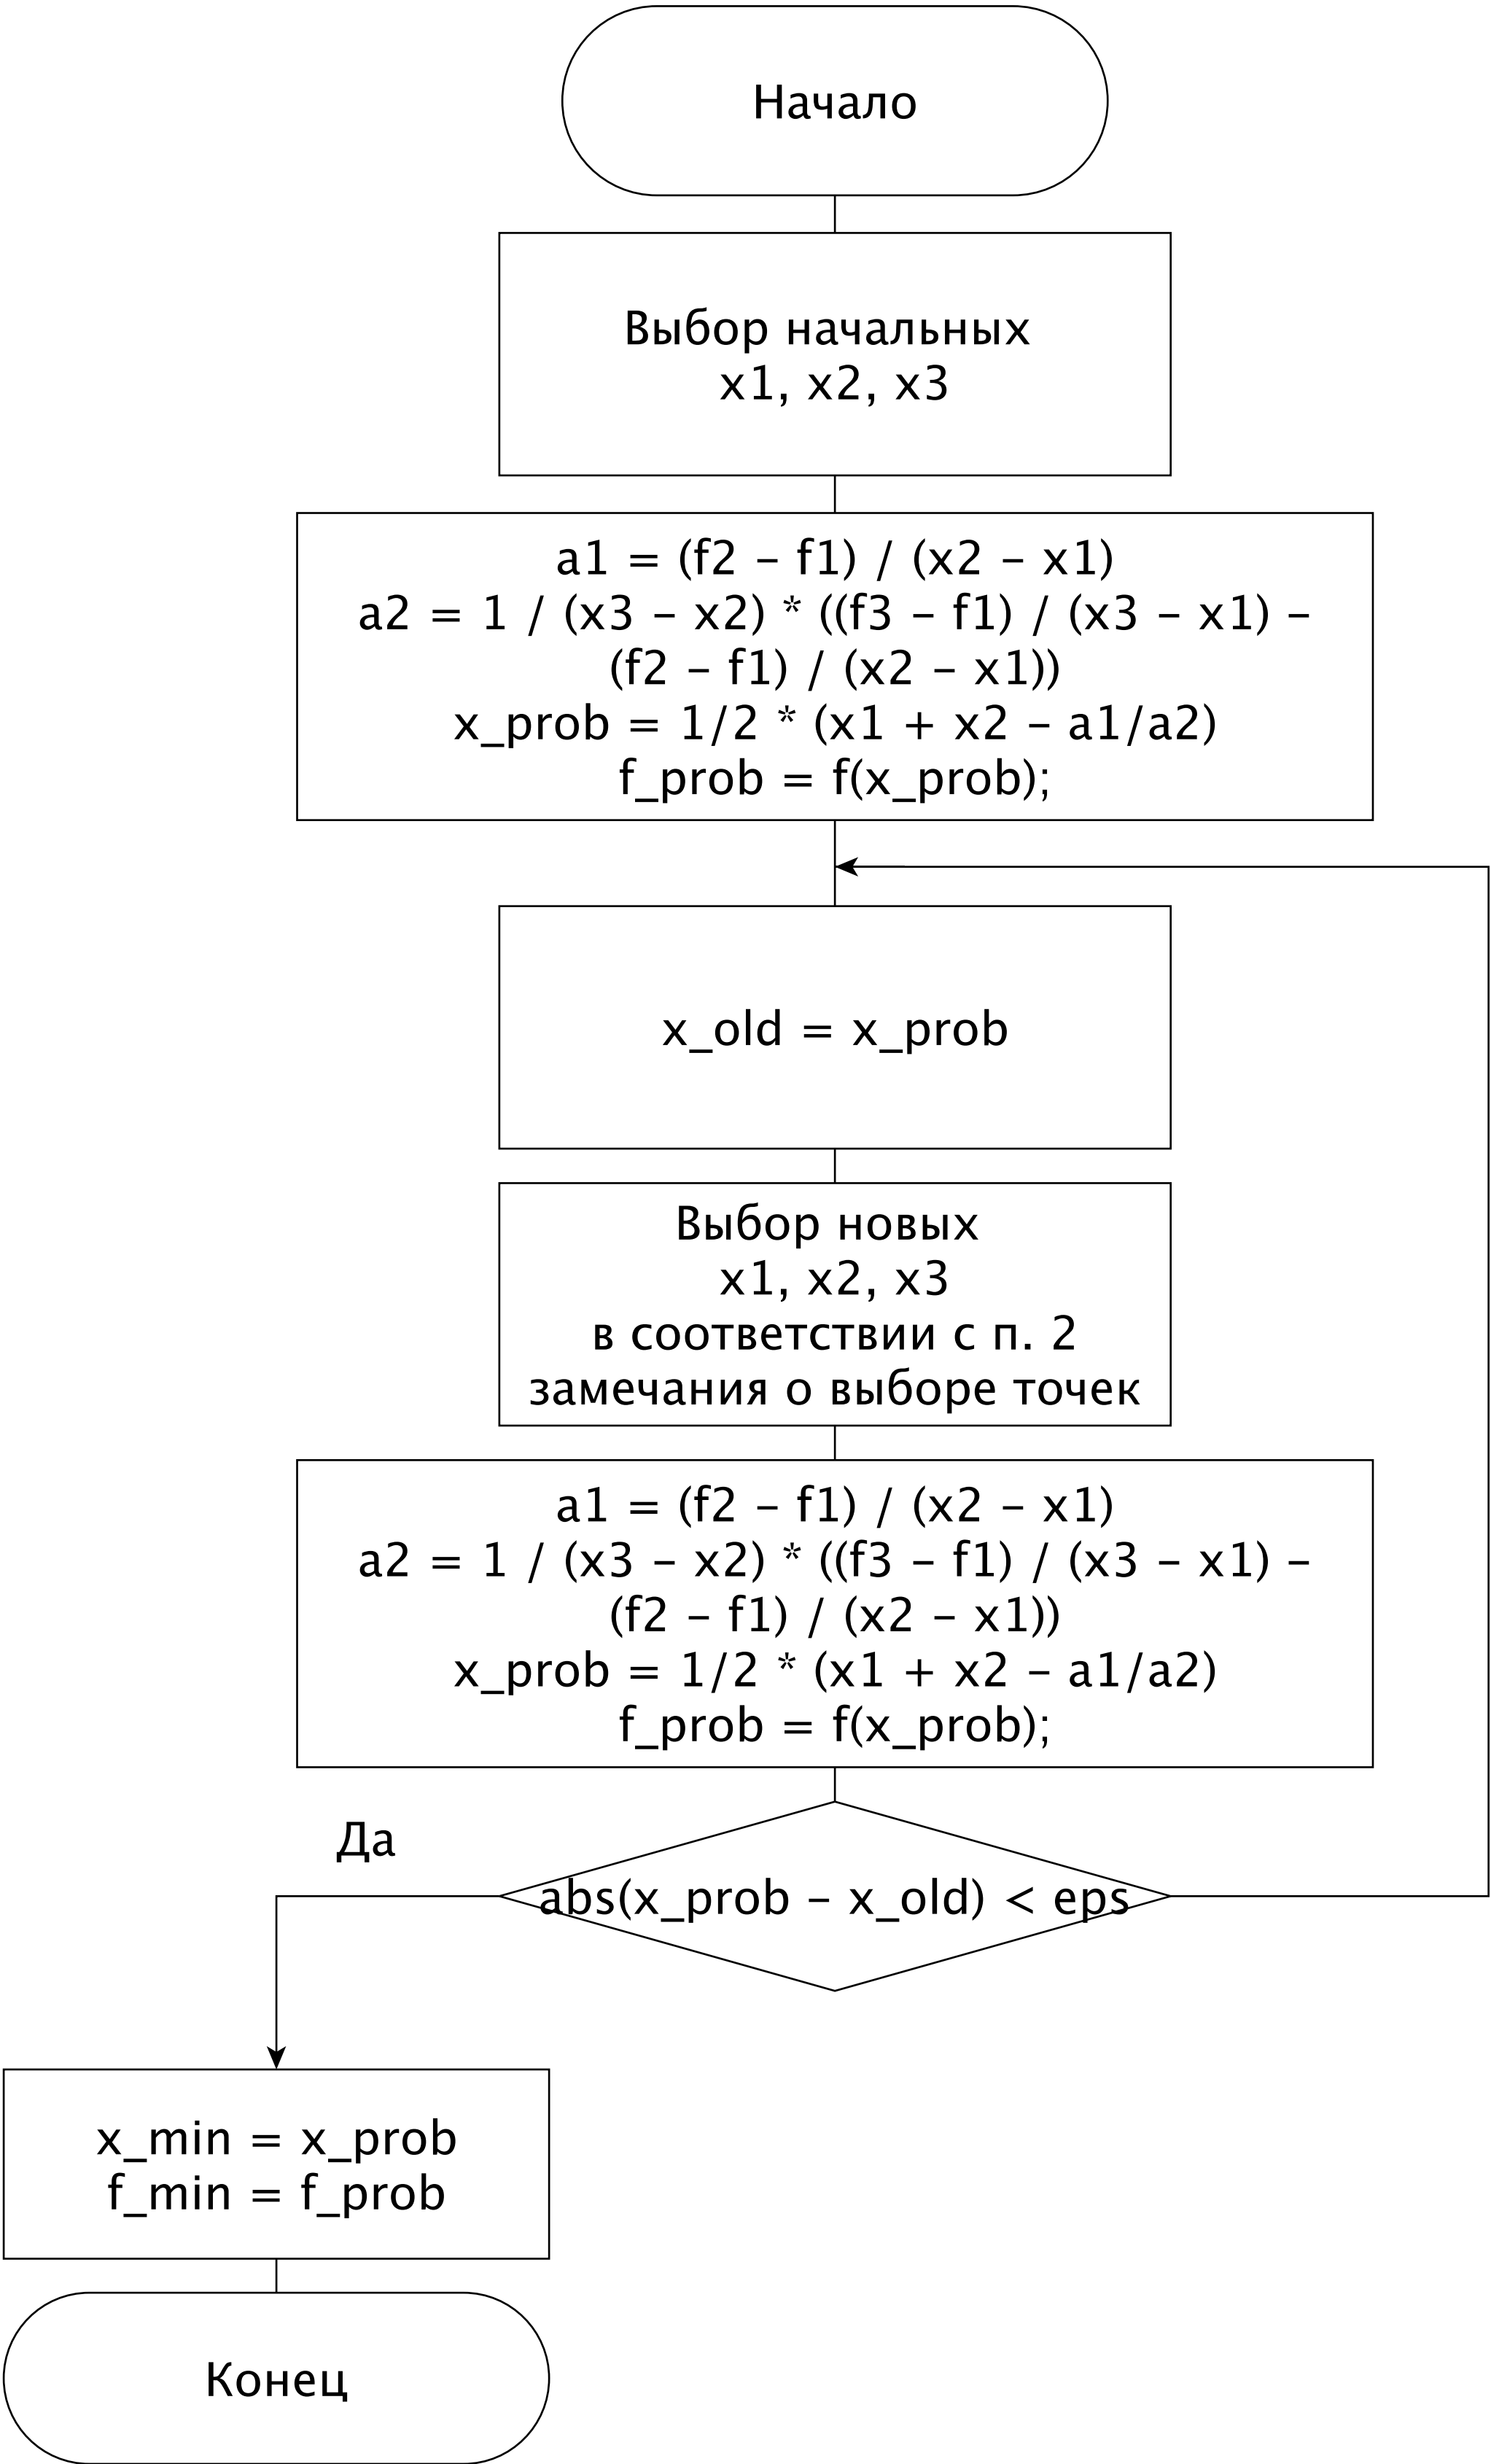 Начало
Выбор начальных
x1, x2, x3
a1 = (f2 – f1) / (x2 – x1)
a2 = 1 / (x3 – x2) * ((f3 – f1) / (x3 – x1) –
(f2 – f1) / (x2 – x1))
x_prob = 1/2 * (x1 + x2 – a1/a2)
f_prob = f(x_prob);
x_old = x_prob
Выбор новых
x1, x2, x3
в соответствии с п. 2
замечания о выборе точек
a1 = (f2 – f1) / (x2 – x1)
a2 = 1 / (x3 – x2) * ((f3 – f1) / (x3 – x1) –
(f2 – f1) / (x2 – x1))
x_prob = 1/2 * (x1 + x2 – a1/a2)
f_prob = f(x_prob);
Да
abs(x_prob – x_old) < eps
x_min = x_prob
f_min = f_prob
Конец